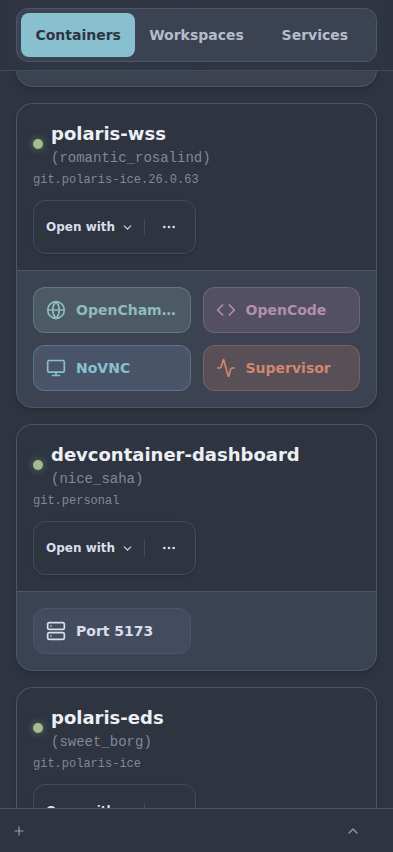 Containers Workspaces Services
polaris-wss
(romantic_rosalind)
git.polaris-ice.26.0.63
Open with ···
OpenCham… OpenCode
NoVNC Supervisor
devcontainer-dashboard
(nice_saha)
git.personal
Open with ···
Port 5173
polaris-eds
(sweet_borg)
git.polaris-ice